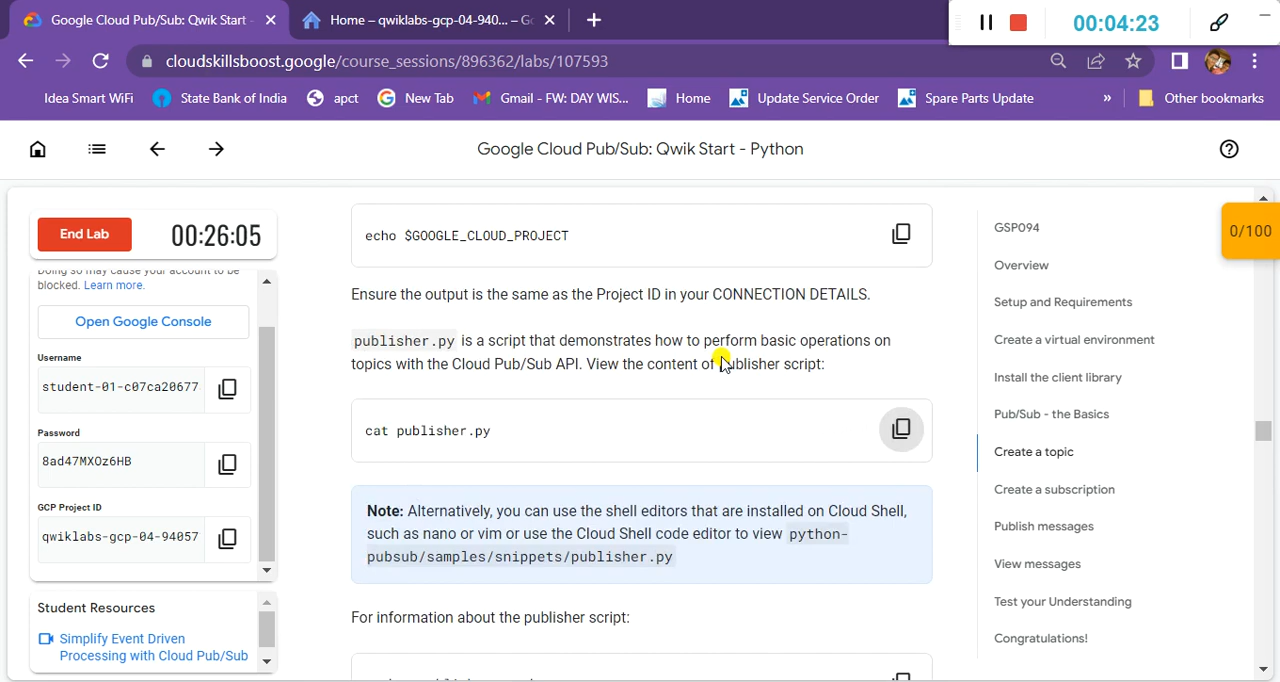 Google Cloud Pub/Sub: Qwik Start -
Home – qwiklabs-gcp-04-940... – Go
00:04:23
cloudskillsboost.google/course_sessions/896362/labs/107593
Idea Smart WiFi
State Bank of India
apct
New Tab
Gmail - FW: DAY WIS...
Home
Update Service Order
Spare Parts Update
»
Other bookmarks
Google Cloud Pub/Sub: Qwik Start - Python
End Lab
00:26:05
Doing so may cause your account to be
blocked. Learn more.
Open Google Console
Username
student-01-c07ca20677
Password
8ad47MXOz6HB
GCP Project ID
qwiklabs-gcp-04-94057
Student Resources
Simplify Event Driven
Processing with Cloud Pub/Sub
echo $GOOGLE_CLOUD_PROJECT
Ensure the output is the same as the Project ID in your CONNECTION DETAILS.
publisher.py is a script that demonstrates how to perform basic operations on
topics with the Cloud Pub/Sub API. View the content of publisher script:
cat publisher.py
Note: Alternatively, you can use the shell editors that are installed on Cloud Shell,
such as nano or vim or use the Cloud Shell code editor to view python-
pubsub/samples/snippets/publisher.py
For information about the publisher script:
GSP094
Overview
Setup and Requirements
Create a virtual environment
Install the client library
Pub/Sub - the Basics
Create a topic
Create a subscription
Publish messages
View messages
Test your Understanding
Congratulations!
0/100